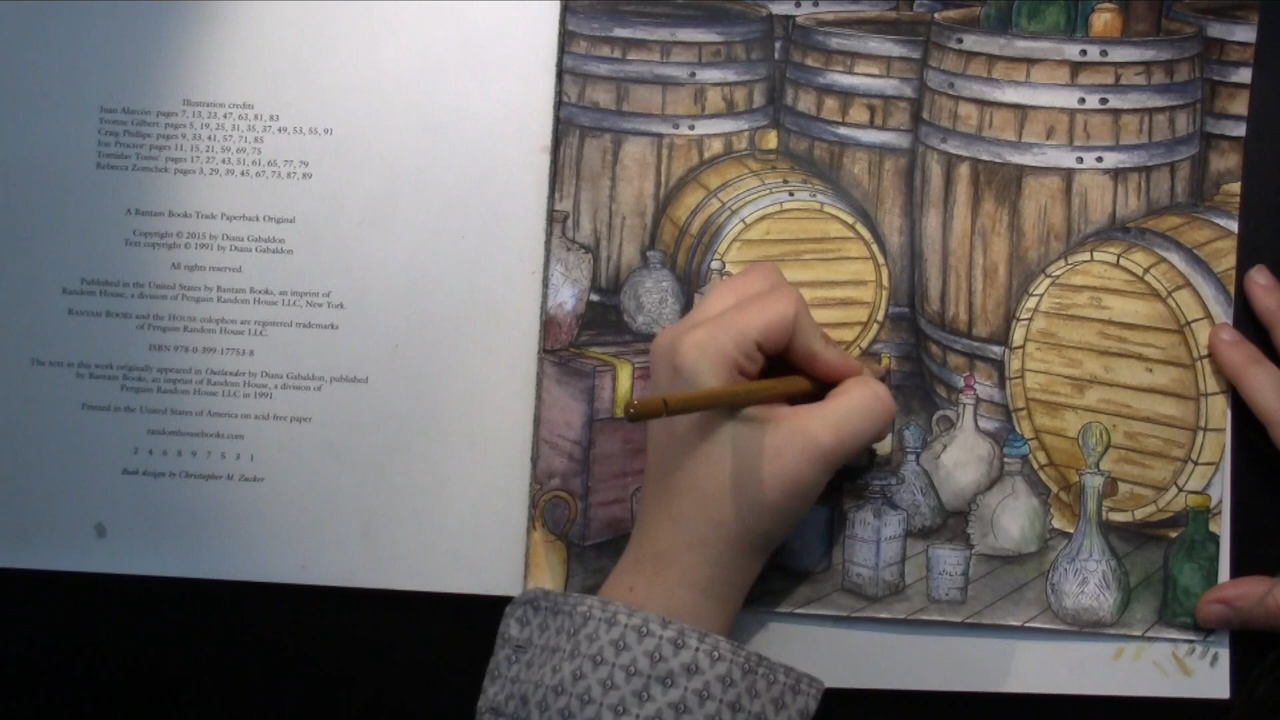 Illustration credits
Juan Alarcón: pages 7, 13, 23, 47, 63, 81, 83
Yvonne Gilbert: pages 5, 19, 25, 31, 35, 37, 49, 53, 55, 91
Craig Phillips: pages 9, 33, 41, 57, 71, 85
Jon Proctor: pages 11, 15, 21, 59, 69, 75
Tomislav Tomić: pages 17, 27, 43, 51, 61, 65, 77, 79
Rebecca Zomchek: pages 3, 29, 39, 45, 67, 73, 87, 89
A Bantam Books Trade Paperback Original
Copyright © 2015 by Diana Gabaldon
Text copyright © 1991 by Diana Gabaldon
All rights reserved.
Published in the United States by Bantam Books, an imprint of
Random House, a division of Penguin Random House LLC, New York.
BANTAM BOOKS and the HOUSE colophon are registered trademarks
of Penguin Random House LLC.
ISBN 978-0-399-17753-8
The text in this work originally appeared in Outlander by Diana Gabaldon, published
by Bantam Books, an imprint of Random House, a division of
Penguin Random House LLC in 1991.
Printed in the United States of America on acid-free paper
randomhousebooks.com
2 4 6 8 9 7 5 3 1
Book design by Christopher M. Zucker